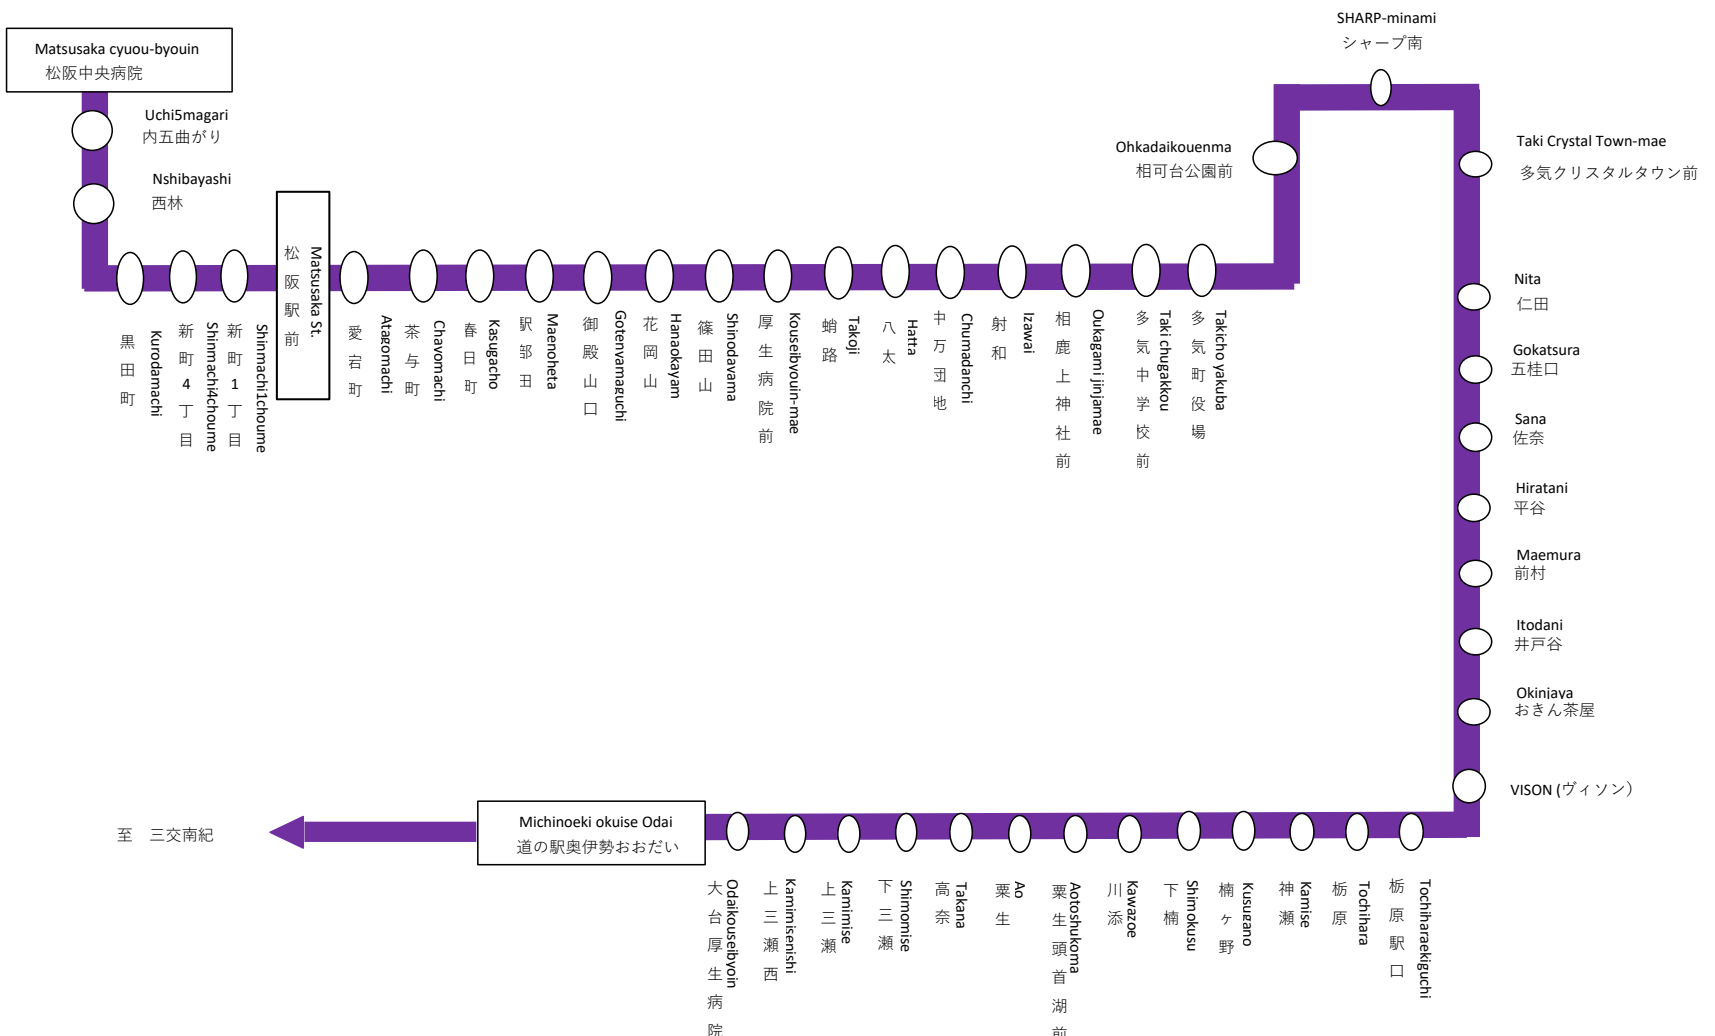 SHARP-minami
シャープ南
Matsusaka cyuou-byouin
松阪中央病院
Uchi5magari
内五曲がり
Nshibayashi
西林
Ohkadaikouenma
相可台公園前
Taki Crystal Town-mae
多気クリスタルタウン前
黒田町
Kurodamachi
新町4丁目
Shinmachi4choume
新町1丁目
Shinmachi1choume
松阪駅前
Matsusaka St.
愛宕町
Atagomachi
茶与町
Chayomachi
春日町
Kasugacho
駅部田
Maenoheta
御殿山口
Gotenyamaguchi
花岡山
Hanaokayam
篠田山
Shinodayama
厚生病院前
Kouseibyouin-mae
蛸路
Takoji
八太
Hatta
中万団地
Chumadanchi
射和
Izawai
相鹿上神社前
Oukagami jinjamae
多気中学校前
Taki chugakkou
多気町役場
Takicho yakuba
Nita
仁田
Gokatsura
五桂口
Sana
佐奈
Hiratani
平谷
Maemura
前村
Itodani
井戸谷
Okinjaya
おきん茶屋
VISON (ヴィソン）
至　三交南紀
Michinoeki okuise Odai
道の駅奥伊勢おおだい
大台厚生病院
Odaikouseibyoin
上三瀬西
Kamimisenishi
上三瀬
Kamimise
下三瀬
Shimomise
高奈
Takana
粟生
Ao
粟生頭首湖前
Aotoshukoma
川添
Kawazoe
下楠
Shimokusu
楠ヶ野
Kusugano
神瀬
Kamise
栃原
Tochihara
栃原駅口
Tochiharaekiguchi